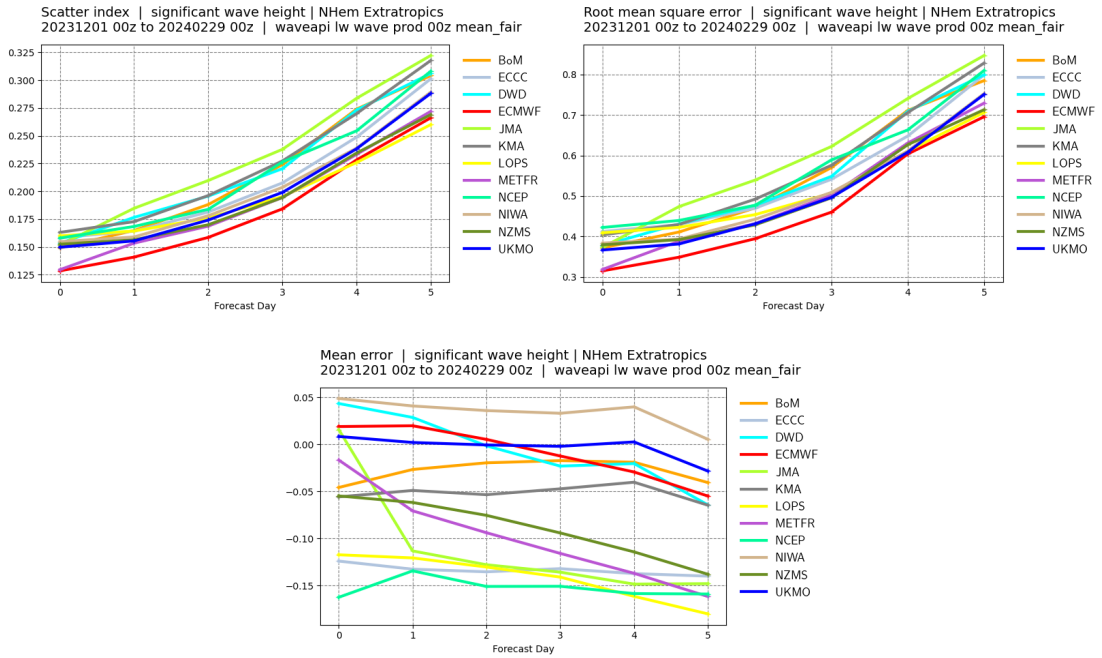 Scatter index | significant wave height | NHem Extratropics
20231201 00z to 20240229 00z | waveapi lw wave prod 00z mean_fair
0.325
0.300
0.275
0.250
0.225
0.200
0.175
0.150
0.125
0 1 2 3 4 5
Forecast Day
BoM
ECCC
DWD
ECMWF
JMA
KMA
LOPS
METFR
NCEP
NIWA
NZMS
UKMO
Root mean square error | significant wave height | NHem Extratropics
20231201 00z to 20240229 00z | waveapi lw wave prod 00z mean_fair
0.8
0.7
0.6
0.5
0.4
0.3
0 1 2 3 4 5
Forecast Day
BoM
ECCC
DWD
ECMWF
JMA
KMA
LOPS
METFR
NCEP
NIWA
NZMS
UKMO
Mean error | significant wave height | NHem Extratropics
20231201 00z to 20240229 00z | waveapi lw wave prod 00z mean_fair
0.05
0.00
−0.05
−0.10
−0.15
0 1 2 3 4 5
Forecast Day
BoM
ECCC
DWD
ECMWF
JMA
KMA
LOPS
METFR
NCEP
NIWA
NZMS
UKMO